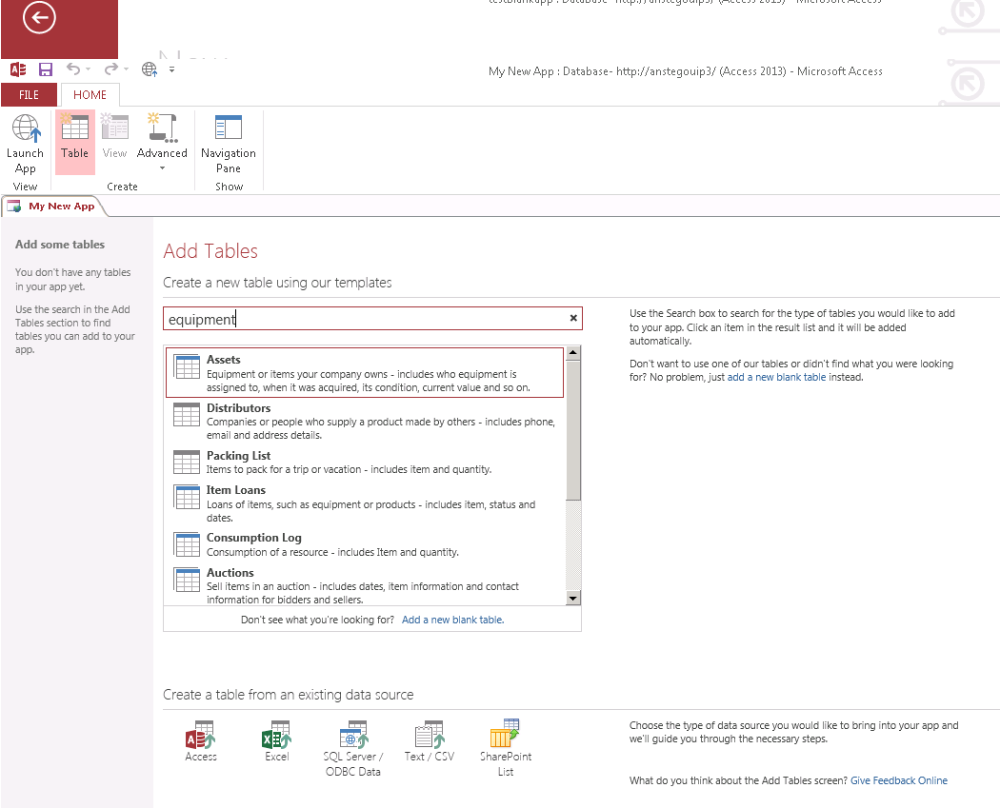 testblankapp : Database- http://anstegouip3/ (Access 2013) - Microsoft Access
New
My New App : Database- http://anstegouip3/ (Access 2013) - Microsoft Access
FILE
HOME
Launch App
Table
View
Advanced
Navigation Pane
View
Create
Show
My New App
Add some tables
You don't have any tables
in your app yet.
Use the search in the Add
Tables section to find
tables you can add to your
app.
Add Tables
Create a new table using our templates
equipment
Assets
Equipment or items your company owns - includes who equipment is
assigned to, when it was acquired, its condition, current value and so on.
Distributors
Companies or people who supply a product made by others - includes phone,
email and address details.
Packing List
Items to pack for a trip or vacation - includes item and quantity.
Item Loans
Loans of items, such as equipment or products - includes item, status and
dates.
Consumption Log
Consumption of a resource - includes Item and quantity.
Auctions
Sell items in an auction - includes dates, item information and contact
information for bidders and sellers.
Don't see what you're looking for? Add a new blank table.
Use the Search box to search for the type of tables you would like to add
to your app. Click an item in the result list and it will be added
automatically.
Don't want to use one of our tables or didn't find what you were looking
for? No problem, just add a new blank table instead.
Create a table from an existing data source
Access
Excel
SQL Server /
ODBC Data
Text / CSV
SharePoint
List
Choose the type of data source you would like to bring into your app and
we'll guide you through the necessary steps.
What do you think about the Add Tables screen? Give Feedback Online